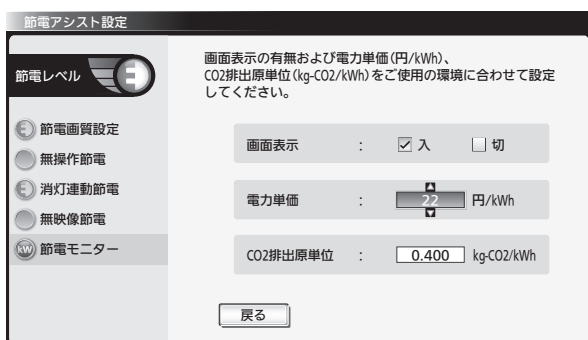 節電アシスト設定
節電レベル
E
画面表示の有無および電力単価(円/kWh)、
CO2排出原単位(kg-CO2/kWh)をご使用の環境に合わせて設定
してください。
E 節電画質設定
無操作節電
E 消灯連動節電
無映像節電
kW 節電モニター
画面表示 : 入 切
電力単価 : 22 円/kWh
CO2排出原単位 : 0.400 kg-CO2/kWh
戻る